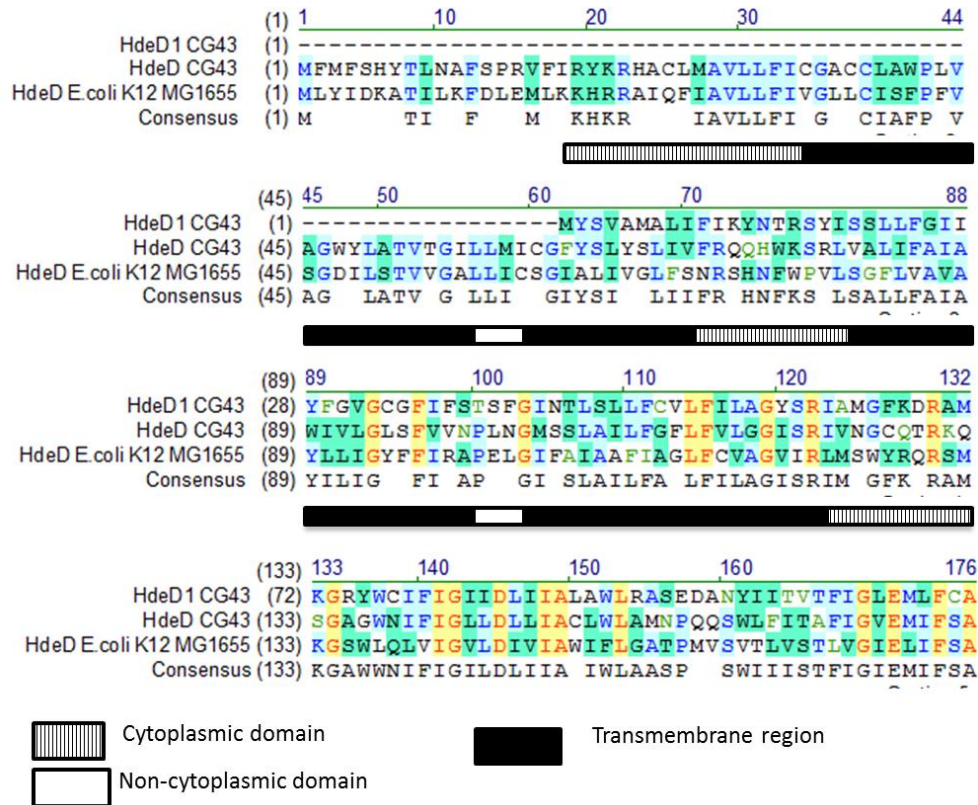 (1) 1 10 20 30 44
HdeD1 CG43 (1) --------------------------------------------
HdeD CG43 (1) MFMFSHYTLNAFSPRVFIRYKRHACLMAVLLFICGACCLAWPLV
HdeD E.coli K12 MG1655 (1) MLYIDKATILKFDLEMLKKHRRAIQFIAVLLFIVGLLCISFPFV
Consensus (1) M TI F M KHKR IAVLLFI G CIAFP V
(45) 45 50 60 70 88
HdeD1 CG43 (1) -----------------MYSVAMALIFIKYNTRSYISSLLFGII
HdeD CG43 (45) AGWYLATVTGILLMICGFYSLYSLIVFRQQHWKSRLVALIFAIA
HdeD E.coli K12 MG1655 (45) SGDILSTVVGALLICSGIALIVGLFSNRSHNFWPVLSGFLVAVA
Consensus (45) AG LATV G LLI GIYSI LIIFR HNFKS LSALLFAIA
(89) 89 100 110 120 132
HdeD1 CG43 (28) YFGVGCGFIFSTSFGINTLSLLFCVLFILAGYSRIAMGFKDRAM
HdeD CG43 (89) WIVLGLSFVVNPLNGMSSLAILFGFLFVLGGISRIVNGCQTRKQ
HdeD E.coli K12 MG1655 (89) YLLIGYFFIRAPELGIFAIAAFIAGLFCVAGVIRLMSWYRQRSM
Consensus (89) YILIG FI AP GI SLAILFA LFILAGISRIM GFK RAM
(133) 133 140 150 160 176
HdeD1 CG43 (72) KGRYWCIFIGIIDLIIALAWLRASEDANYIITVTFIGLEMLFCA
HdeD CG43 (133) SGAGWNIFIGLLDLLIACLWLAMNPQQSWLFITAFIGVEMIFSA
HdeD E.coli K12 MG1655 (133) KGSWLQLVIGVLDIVIAWIFLGATPMVSVTLVSTLVGIELIFSA
Consensus (133) KGAWWNIFIGILDLIIA IWLAASP SWIIISTFIGIEMIFSA
Cytoplasmic domain Transmembrane region
Non-cytoplasmic domain